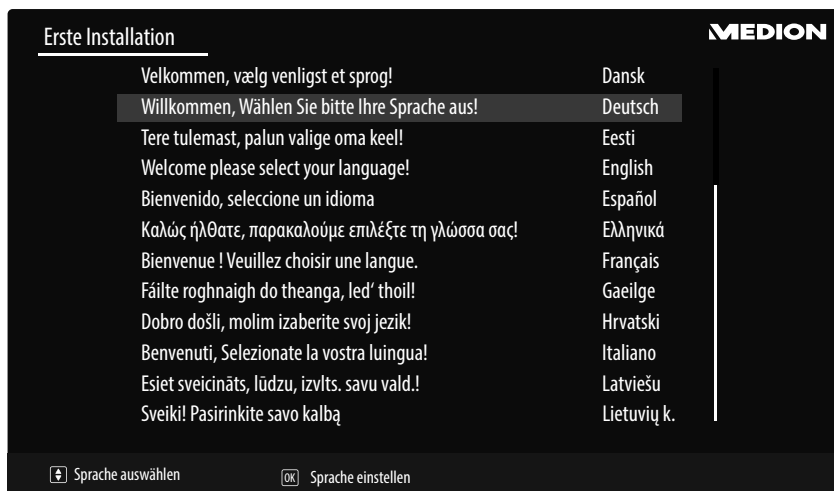 Erste Installation
MEDION
Velkommen, vælg venligst et sprog! Dansk
Willkommen, Wählen Sie bitte Ihre Sprache aus! Deutsch
Tere tulemast, palun valige oma keel! Eesti
Welcome please select your language! English
Bienvenido, seleccione un idioma Español
Καλώς ήλθατε, παρακαλούμε επιλέξτε τη γλώσσα σας! Ελληνικά
Bienvenue ! Veuillez choisir une langue. Français
Fáilte roghnaigh do theanga, led‘ thoil! Gaeilge
Dobro došli, molim izaberite svoj jezik! Hrvatski
Benvenuti, Selezionate la vostra luingua! Italiano
Esiet sveicināts, lūdzu, izvlts. savu vald.! Latviešu
Sveiki! Pasirinkite savo kalbą Lietuvių k.
Sprache auswählen OK Sprache einstellen